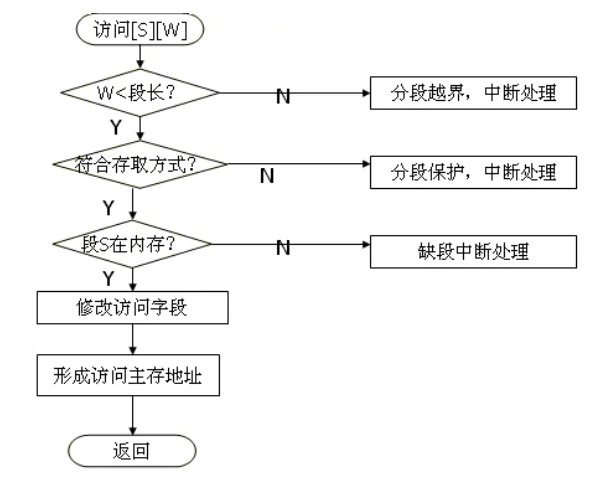 访问[S][W]
W<段长？
N
分段越界，中断处理
Y
符合存取方式？
N
分段保护，中断处理
Y
段S在内存？
N
缺段中断处理
Y
修改访问字段
形成访问主存地址
返回